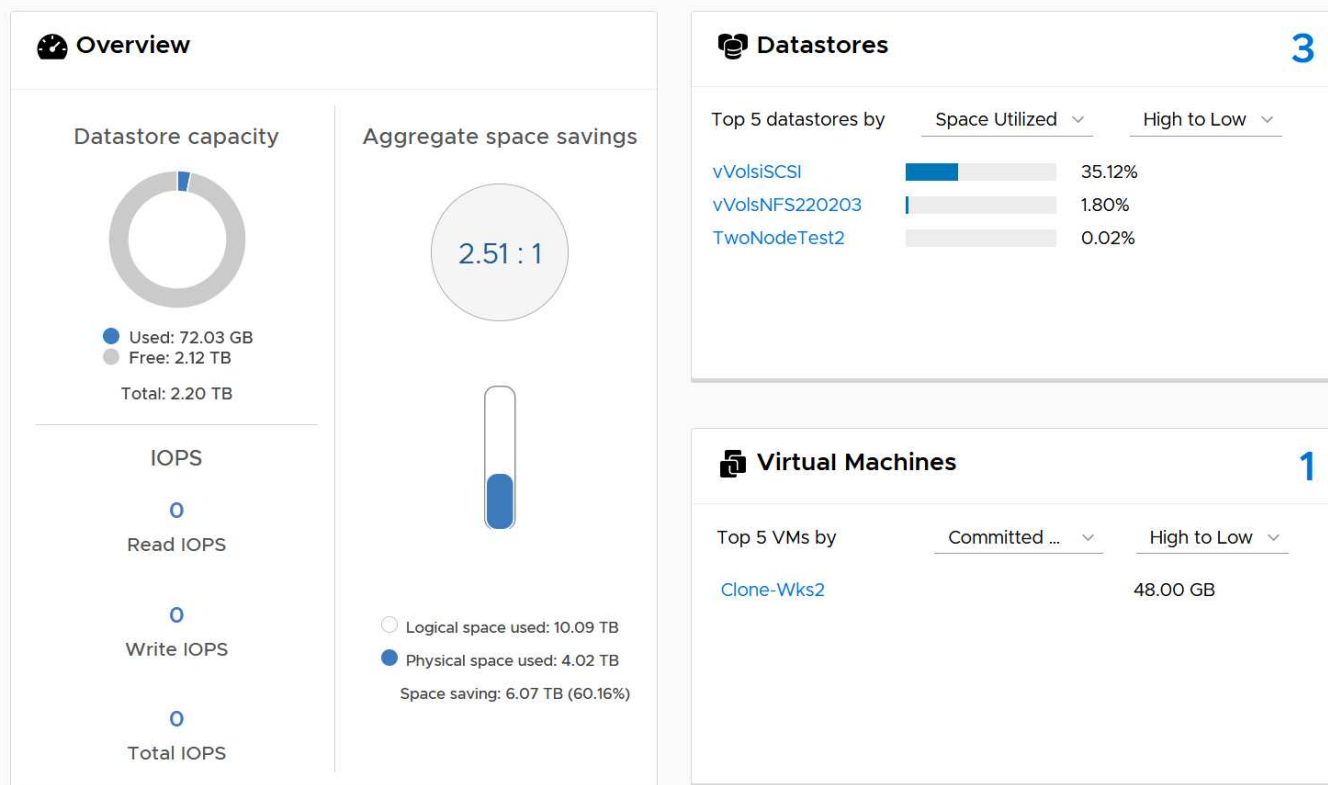 Overview
Datastore capacity
Used: 72.03 GB
Free: 2.12 TB
Total: 2.20 TB
IOPS
0
Read IOPS
0
Write IOPS
0
Total IOPS
Aggregate space savings
2.51 : 1
Logical space used: 10.09 TB
Physical space used: 4.02 TB
Space saving: 6.07 TB (60.16%)
Datastores 3
Top 5 datastores by Space Utilized High to Low
vVolsiSCSI 35.12%
vVolsNFS220203 1.80%
TwoNodeTest2 0.02%
Virtual Machines 1
Top 5 VMs by Committed ... High to Low
Clone-Wks2 48.00 GB